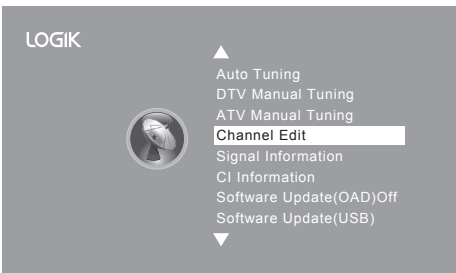 LOGIK
Auto Tuning
DTV Manual Tuning
ATV Manual Tuning
Channel Edit
Signal Information
CI Information
Software Update(OAD)Off
Software Update(USB)